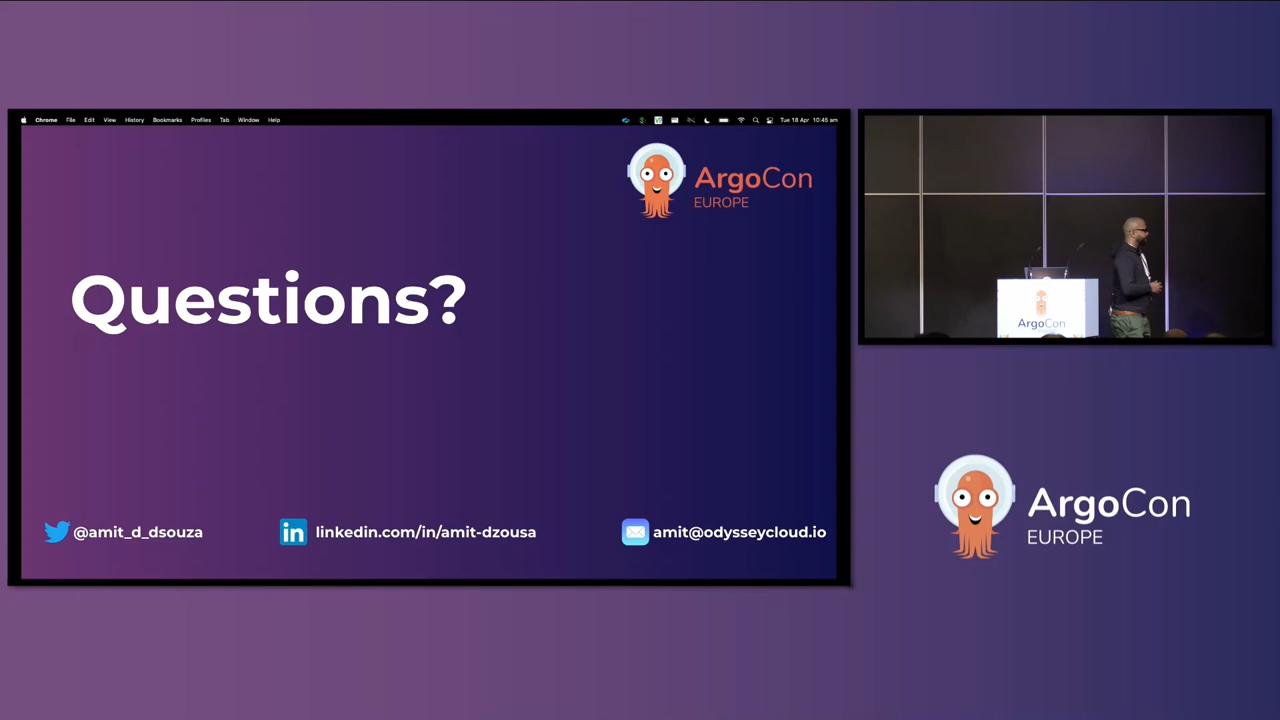 Chrome File Edit View History Bookmarks Profiles Tab Window Help
Tue 18 Apr 10:45 am
ArgoCon
EUROPE
Questions?
@amit_d_dsouza
linkedin.com/in/amit-dzousa
amit@odysseycloud.io
ArgoCon
ArgoCon
EUROPE